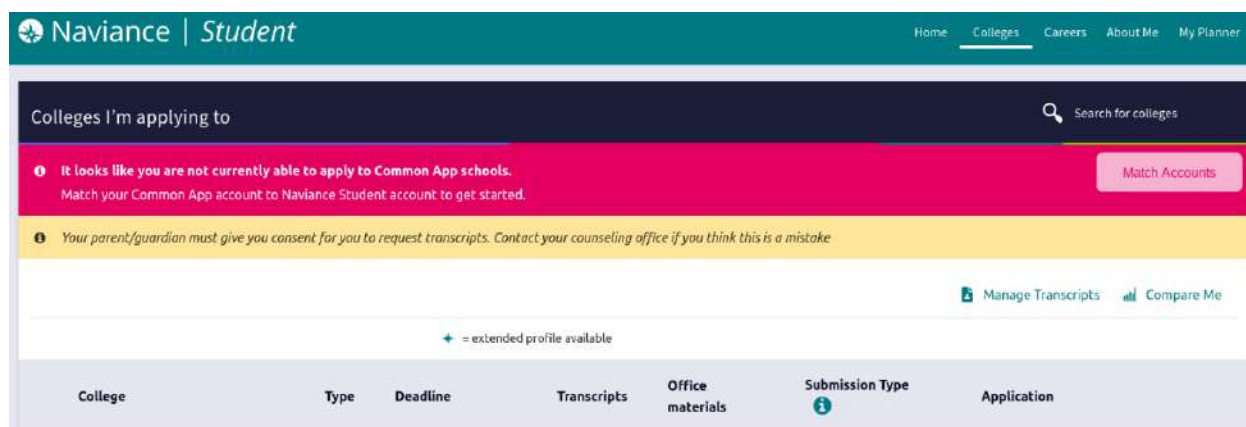 Naviance | Student
Home Colleges Careers About Me My Planner
Colleges I'm applying to
Search for colleges
It looks like you are not currently able to apply to Common App schools.
Match your Common App account to Naviance Student account to get started.
Match Accounts
Your parent/guardian must give you consent for you to request transcripts. Contact your counseling office if you think this is a mistake
Manage Transcripts Compare Me
= extended profile available
College Type Deadline Transcripts Office materials Submission Type Application